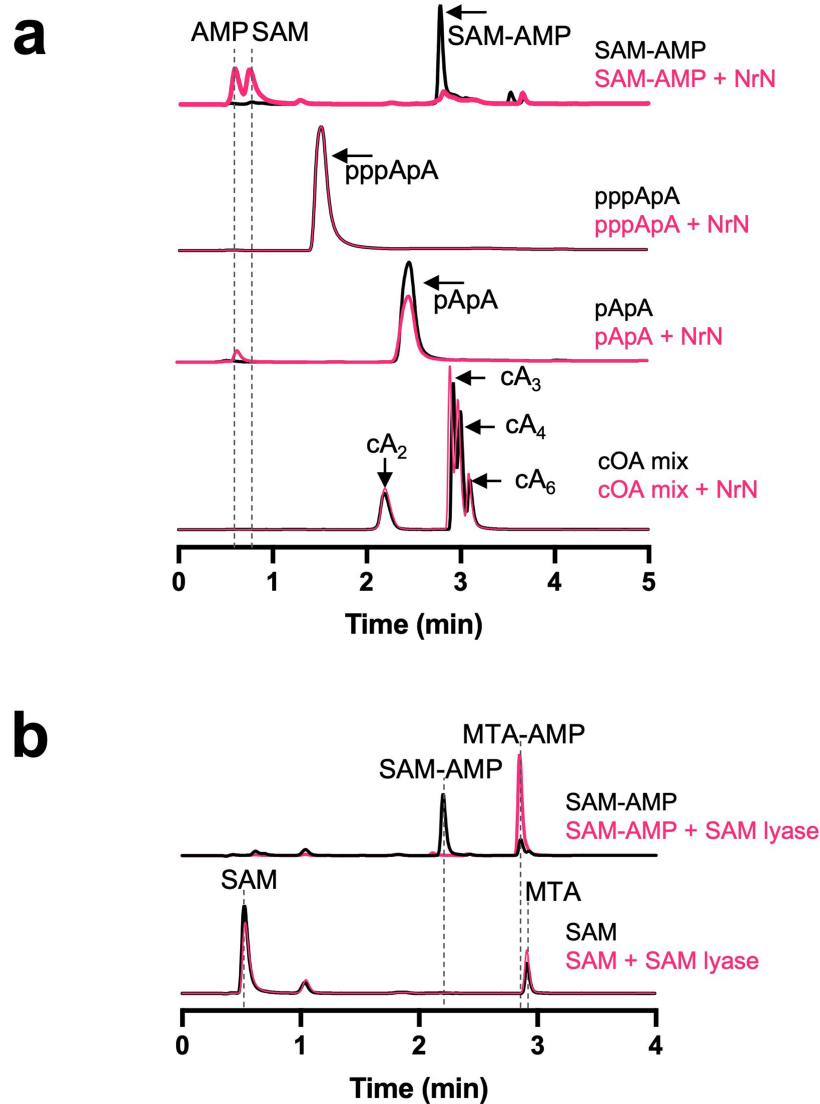 a
AMP SAM
SAM-AMP
SAM-AMP
SAM-AMP + NrN
pppApA
pppApA
pppApA + NrN
pApA
pApA
pApA + NrN
cA3
cA4
cA2
cA6
cOA mix
cOA mix + NrN
0 1 2 3 4 5
Time (min)
b
MTA-AMP
SAM-AMP
SAM-AMP
SAM-AMP + SAM lyase
SAM
MTA
SAM
SAM + SAM lyase
0 1 2 3 4
Time (min)